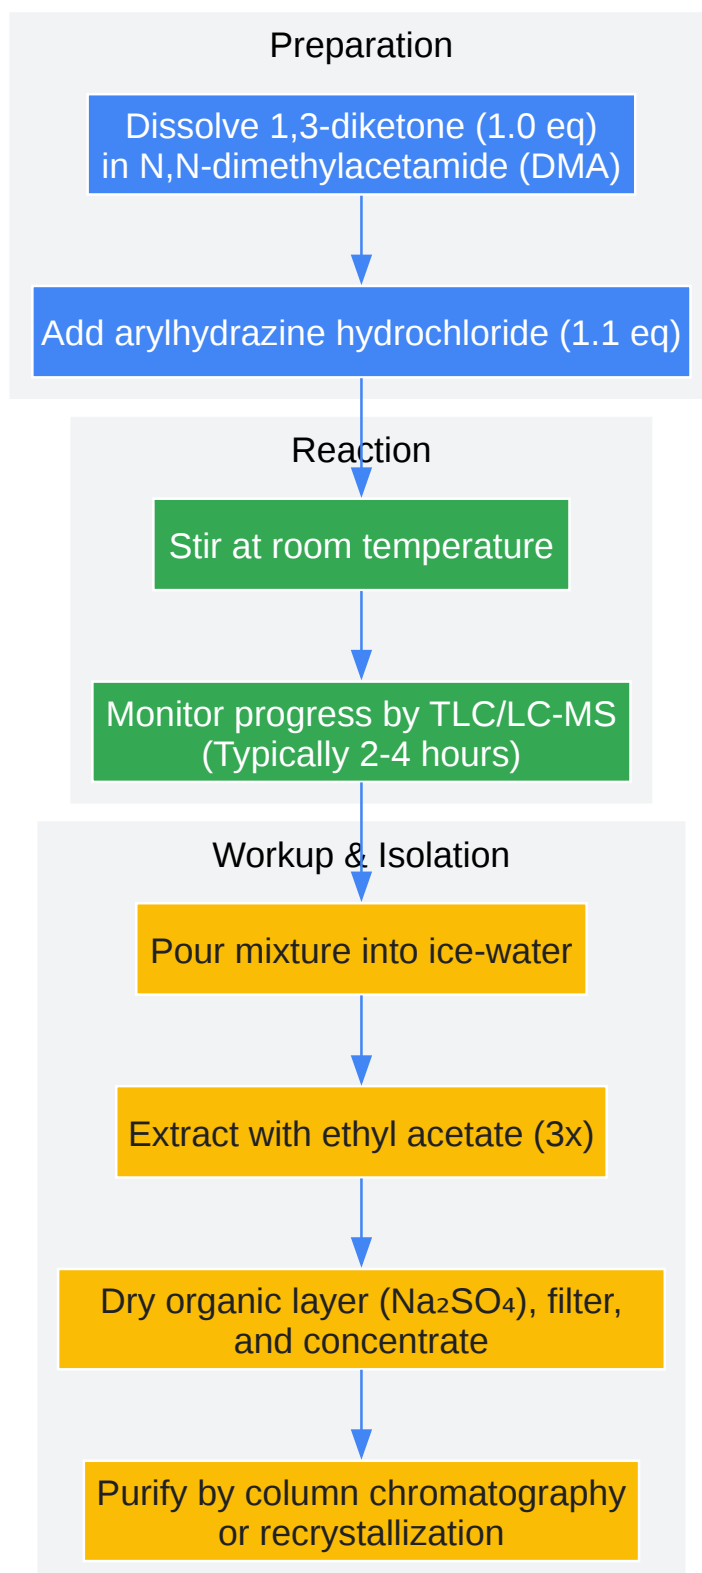 Preparation
Dissolve 1,3-diketone (1.0 eq)
in N,N-dimethylacetamide (DMA)
Add arylhydrazine hydrochloride (1.1 eq)
Reaction
Stir at room temperature
Monitor progress by TLC/LC-MS
(Typically 2-4 hours)
Workup & Isolation
Pour mixture into ice-water
Extract with ethyl acetate (3x)
Dry organic layer (Na₂SO₄), filter,
and concentrate
Purify by column chromatography
or recrystallization